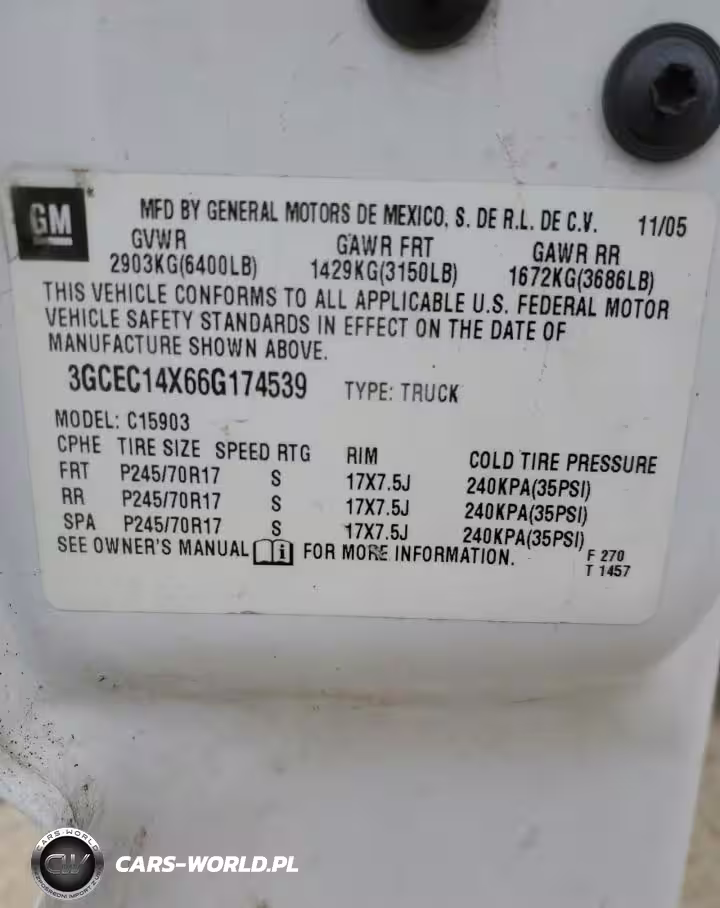 GM
MFD BY GENERAL MOTORS DE MEXICO, S. DE R.L. DE C.V. 11/05
GVWR GAWR FRT GAWR RR
2903KG(6400LB) 1429KG(3150LB) 1672KG(3686LB)
THIS VEHICLE CONFORMS TO ALL APPLICABLE U.S. FEDERAL MOTOR
VEHICLE SAFETY STANDARDS IN EFFECT ON THE DATE OF
MANUFACTURE SHOWN ABOVE.
3GCEC14X66G174539 TYPE: TRUCK
MODEL: C15903
CPHE TIRE SIZE SPEED RTG RIM COLD TIRE PRESSURE
FRT P245/70R17 S 17X7.5J 240KPA(35PSI)
RR P245/70R17 S 17X7.5J 240KPA(35PSI)
SPA P245/70R17 S 17X7.5J 240KPA(35PSI)
SEE OWNER'S MANUAL FOR MORE INFORMATION.
F 270
T 1457
CARS-WORLD
CW
CARS-WORLD.PL